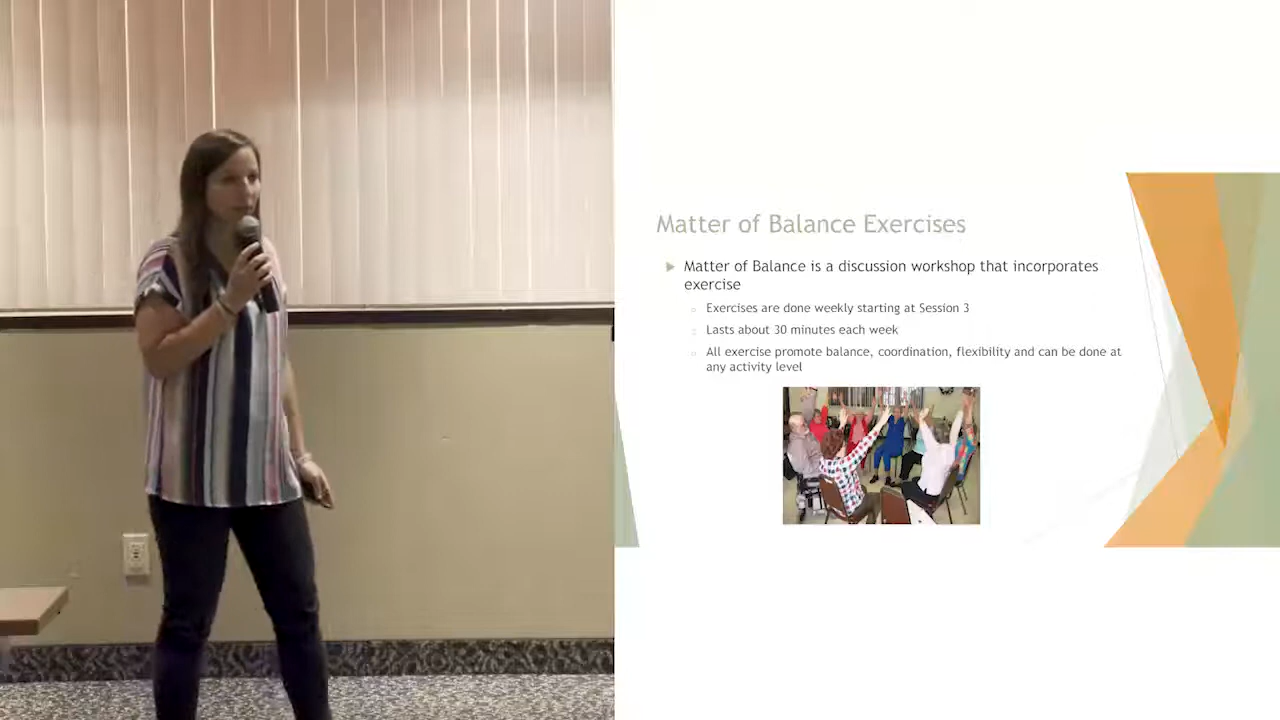 Matter of Balance Exercises
Matter of Balance is a discussion workshop that incorporates
exercise
Exercises are done weekly starting at Session 3
Lasts about 30 minutes each week
All exercise promote balance, coordination, flexibility and can be done at
any activity level